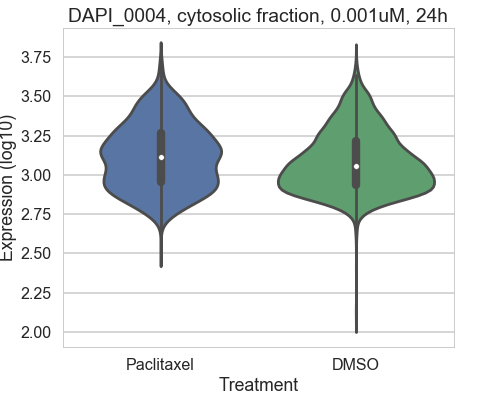 DAPI_0004, cytosolic fraction, 0.001uM, 24h
Expression (log10)
3.75
3.50
3.25
3.00
2.75
2.50
2.25
2.00
Paclitaxel DMSO
Treatment